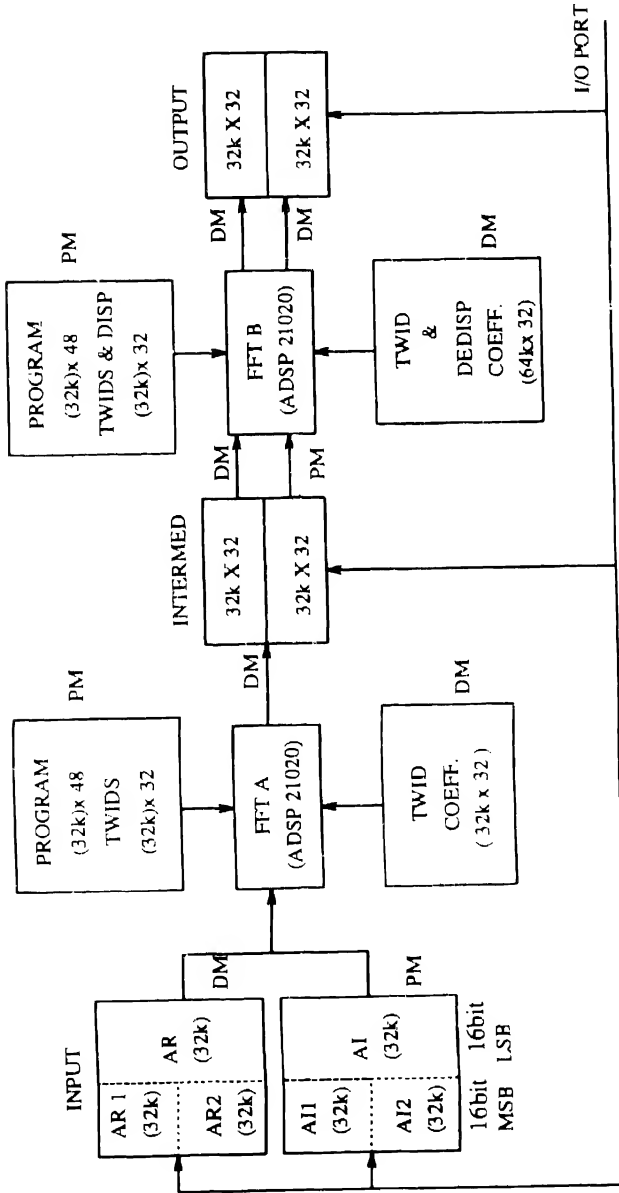 INPUT
AR 1
(32k)
AR2
(32k)
AR
(32k)
DM
AI1
(32k)
AI2
(32k)
AI
(32k)
PM
16bit
MSB
16bit
LSB
PROGRAM
(32k)x 48
TWIDS
(32k)x 32
PM
FFT A
(ADSP 21020)
TWID
COEFF.
( 32k x 32 )
DM
DM
INTERMED
32k X 32
32k X 32
DM
PM
PROGRAM
(32k)x 48
TWIDS & DISP
(32k)x 32
PM
FFT B
(ADSP 21020)
TWID
&
DEDISP
COEFF.
(64kx 32)
DM
DM
DM
OUTPUT
32k X 32
32k X 32
I/O PORT